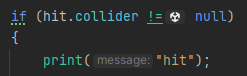 if (hit.collider != null)
{
print(message:"hit");